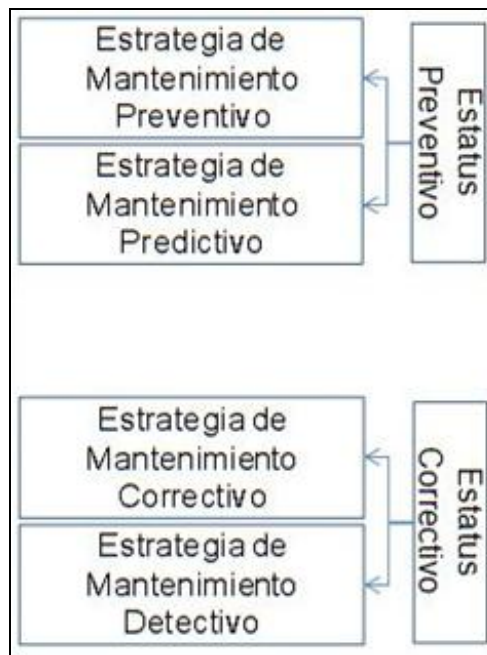 Estrategia de
Mantenimiento
Preventivo
Estrategia de
Mantenimiento
Predictivo
Estatus
Preventivo
Estrategia de
Mantenimiento
Correctivo
Estrategia de
Mantenimiento
Detectivo
Estatus
Correctivo